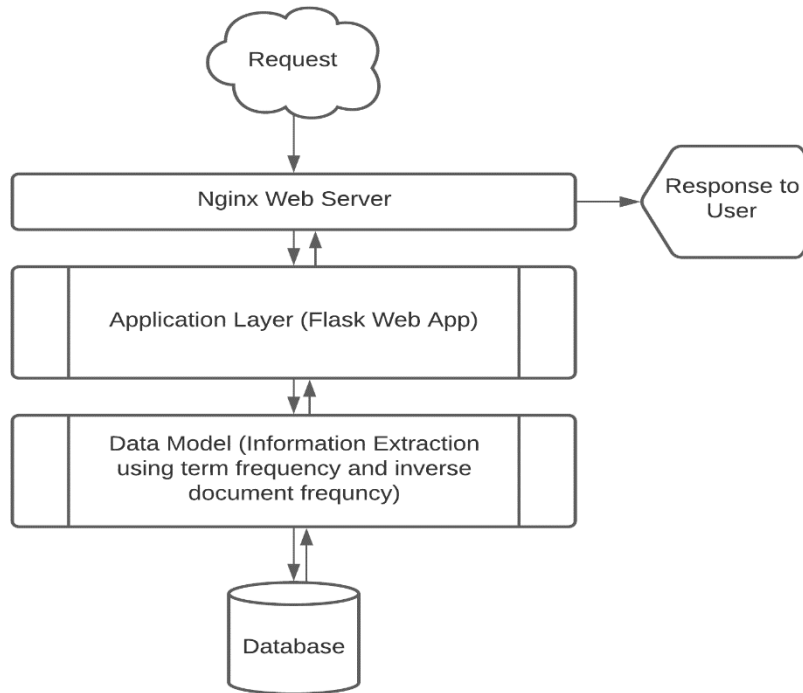 Request
Nginx Web Server
Response to
User
Application Layer (Flask Web App)
Data Model (Information Extraction
using term frequency and inverse
document frequncy)
Database